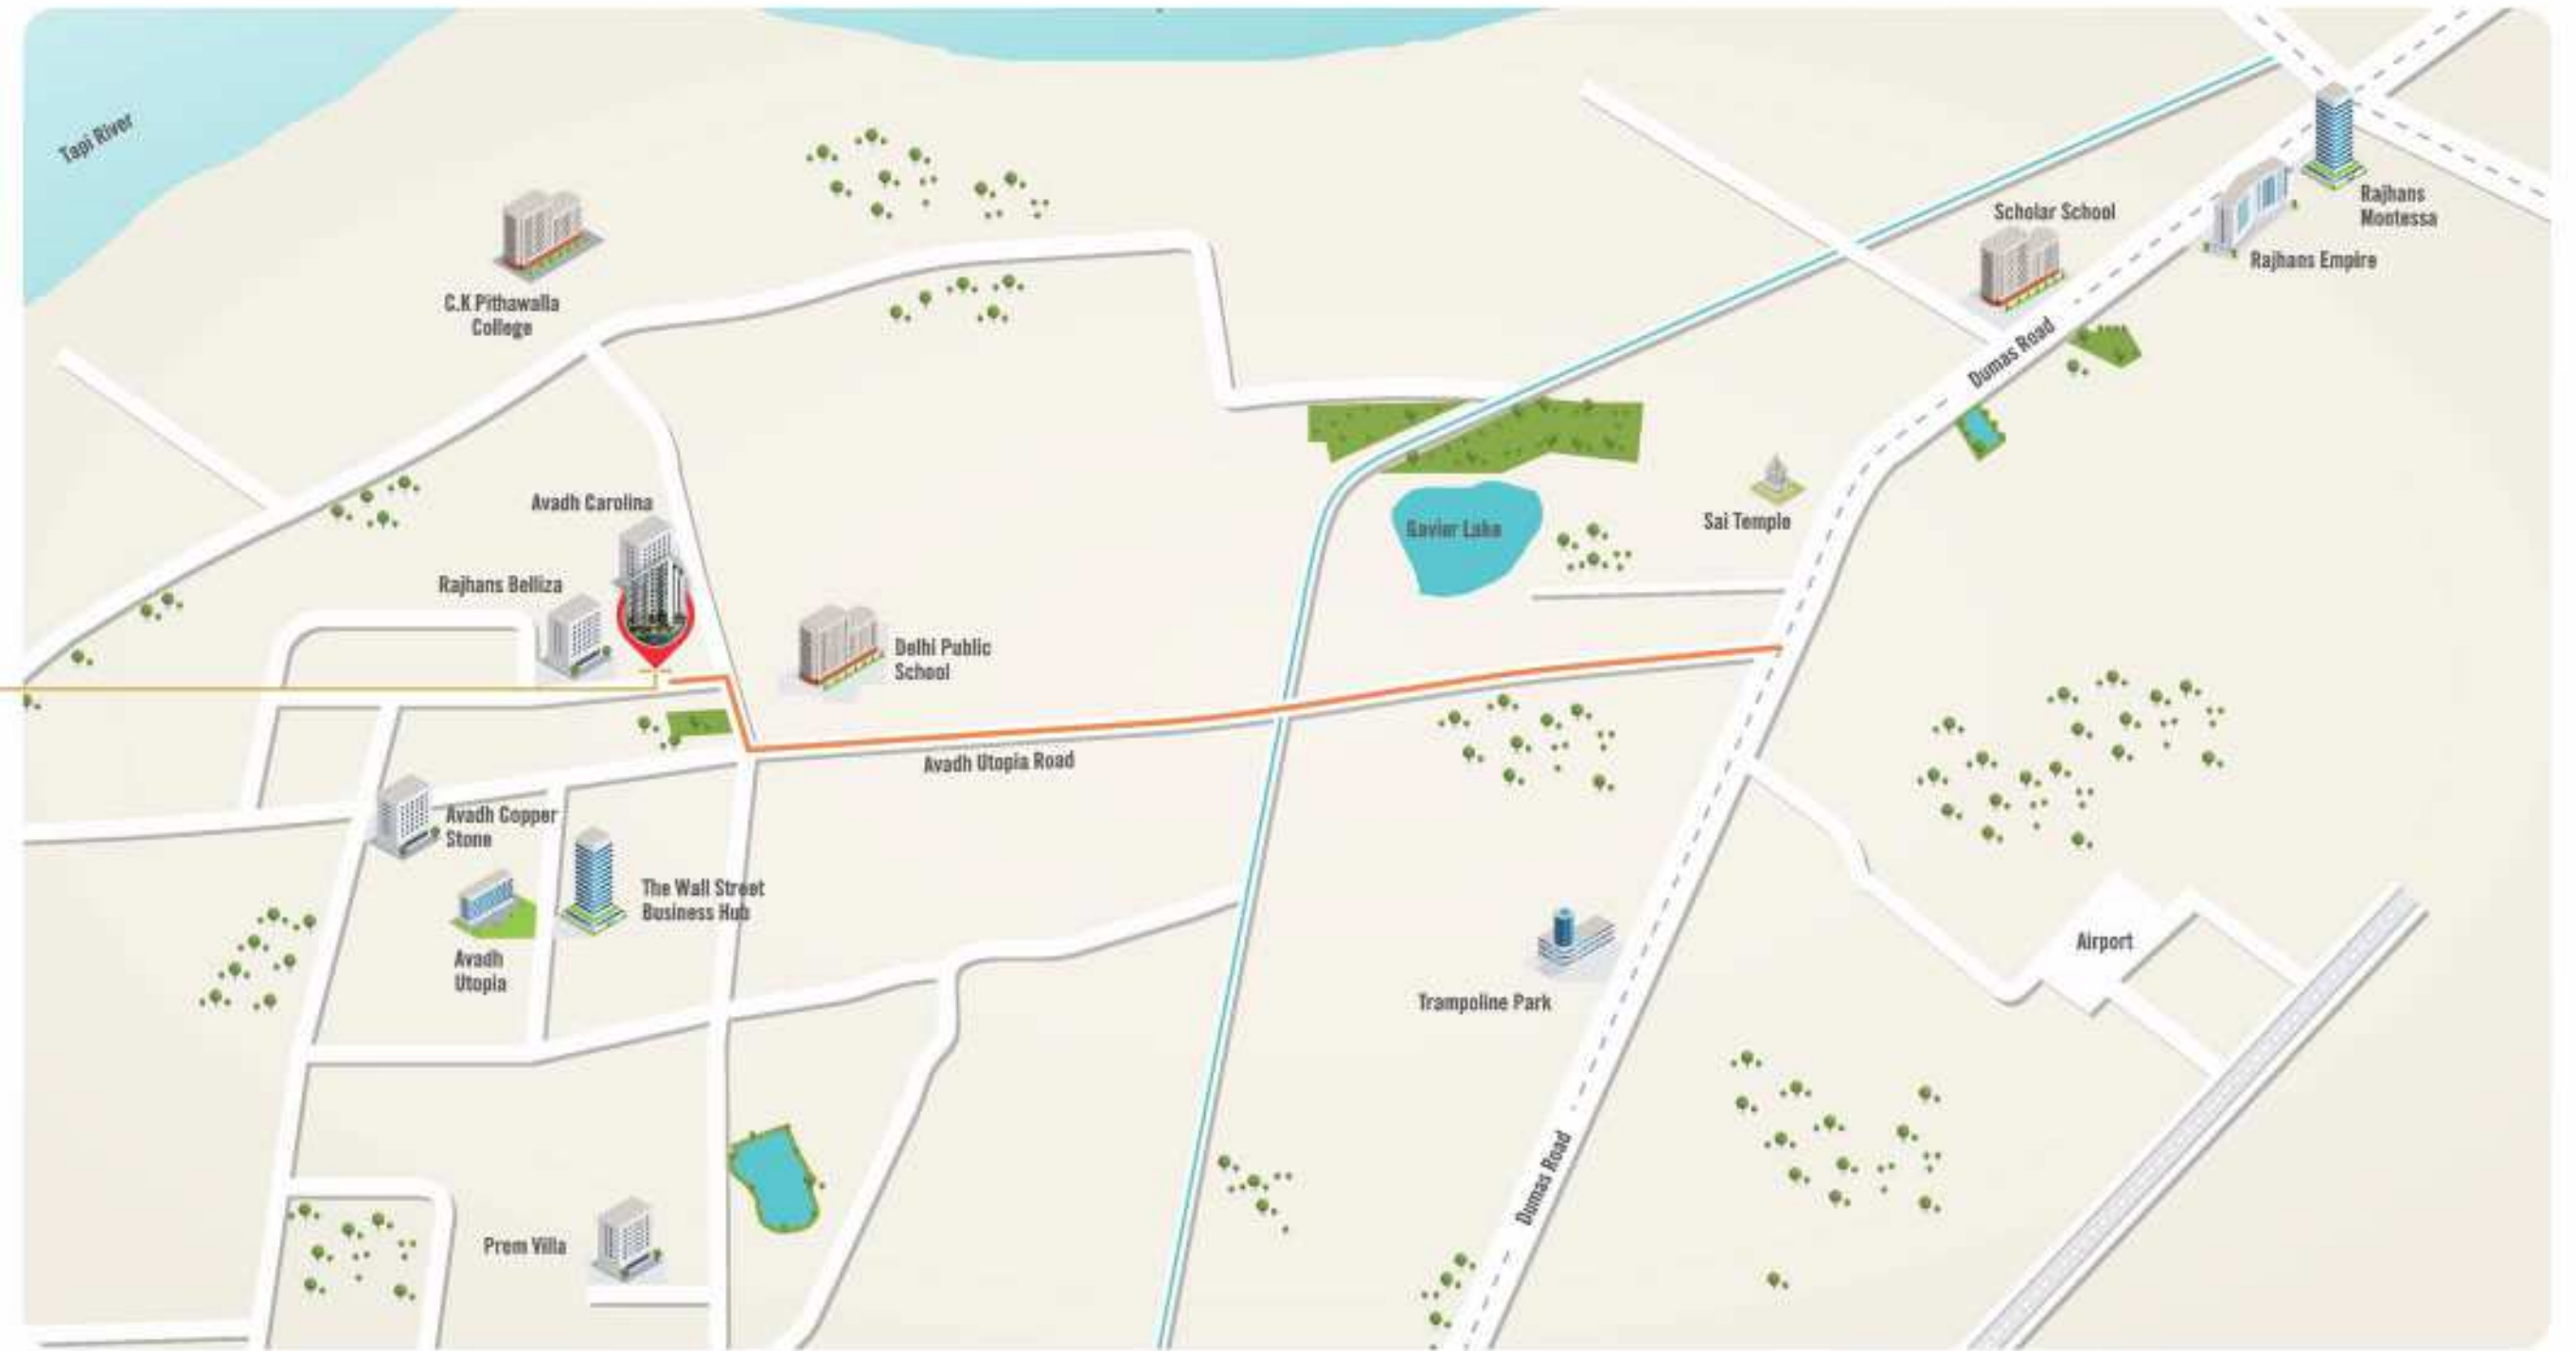 Tapi River
C.K Pithawalla
College
Scholar School
Rajhans
Montessa
Rajhans Empire
Dumas Road
Avadh Carolina
Gavier Lake
Sai Temple
Rajhans Belliza
Delhi Public
School
Avadh Utopia Road
Avadh Copper
Stone
The Wall Street
Business Hub
Avadh
Utopia
Airport
Trampoline Park
Dumas Road
Prem Villa